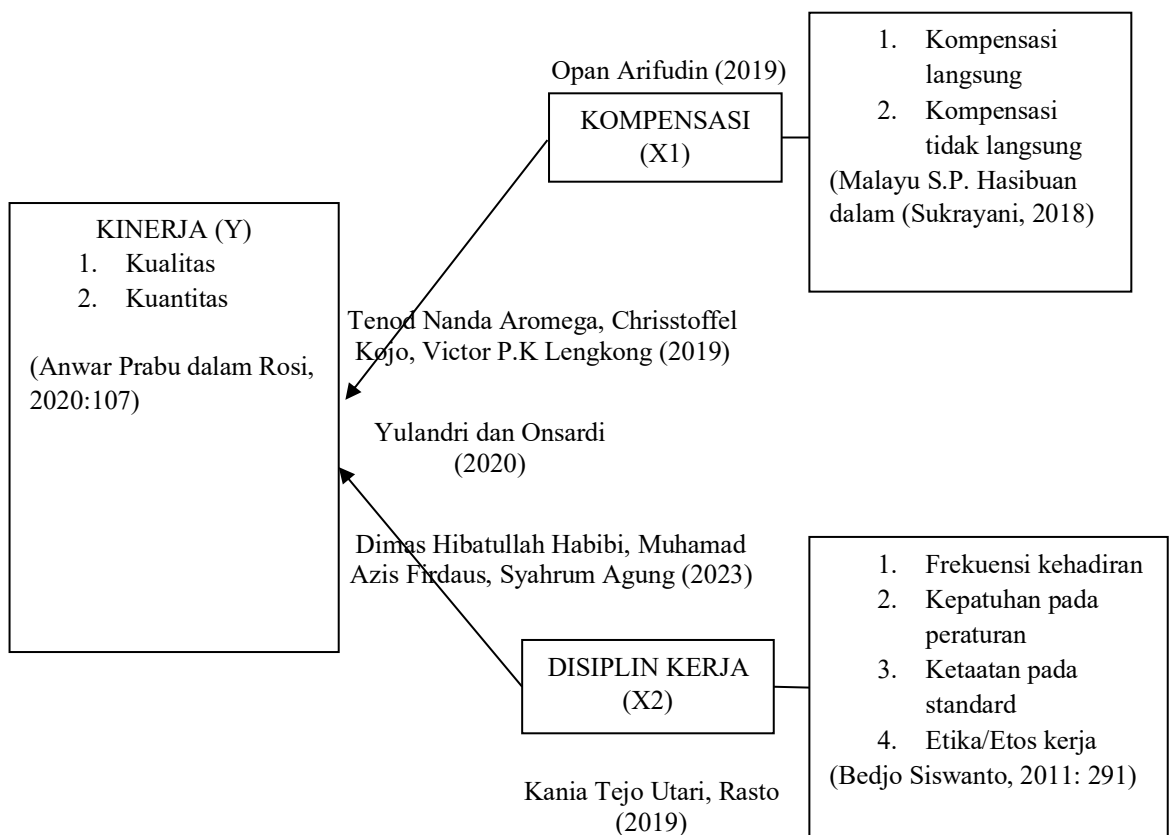 Opan Arifudin (2019)
KOMPENSASI
(X1)
1. Kompensasi
langsung
2. Kompensasi
tidak langsung
(Malayu S.P. Hasibuan
dalam (Sukrayani, 2018)
KINERJA (Y)
1. Kualitas
2. Kuantitas
(Anwar Prabu dalam Rosi,
2020:107)
Tenod Nanda Aromega, Chrisstoffel
Kojo, Victor P.K Lengkong (2019)
Yulandri dan Onsardi
(2020)
Dimas Hibatullah Habibi, Muhamad
Azis Firdaus, Syahrum Agung (2023)
DISIPLIN KERJA
(X2)
1. Frekuensi kehadiran
2. Kepatuhan pada
peraturan
3. Ketaatan pada
standard
4. Etika/Etos kerja
(Bedjo Siswanto, 2011: 291)
Kania Tejo Utari, Rasto
(2019)